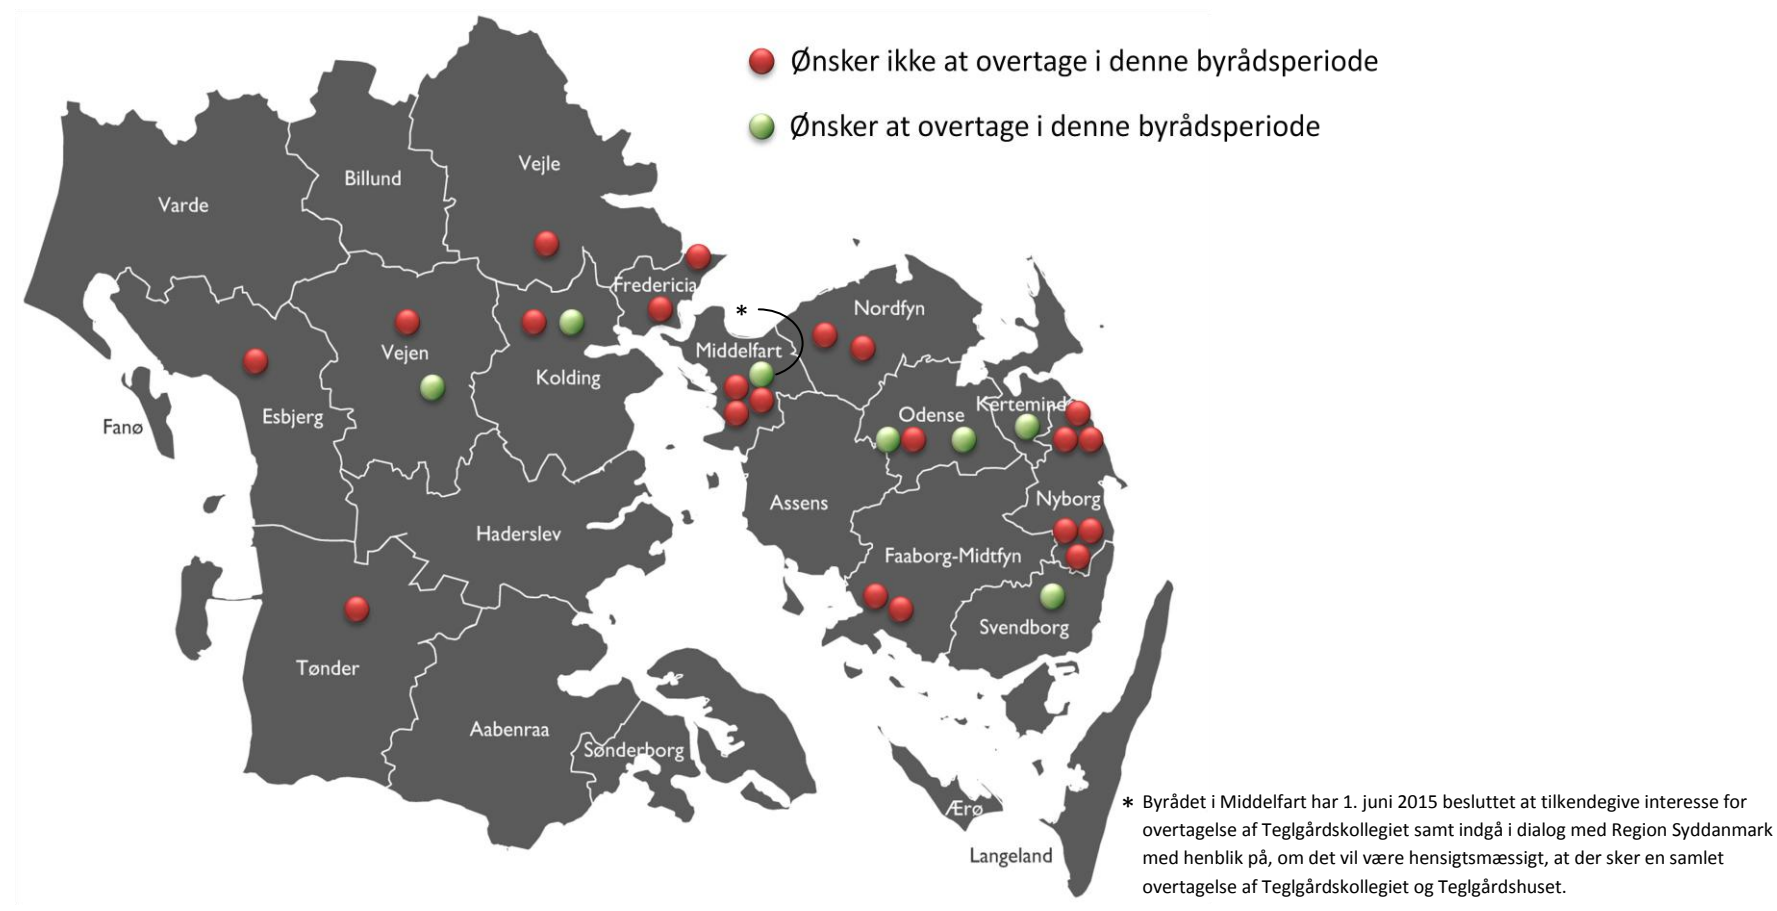 Ønsker ikke at overtage i denne byrådsperiode
Ønsker at overtage i denne byrådsperiode
Vejle
Billund
Varde
Fredericia
*
Nordfyn
Middelfart
Vejen
Kolding
Kertemind
Odense
Esbjerg
Fanø
Nyborg
Assens
Haderslev
Faaborg-Midtfyn
Svendborg
Tønder
Aabenraa
Sønderborg
Ærø
Langeland
* Byrådet i Middelfart har 1. juni 2015 besluttet at tilkendegive interesse for
overtagelse af Teglgårdskollegiet samt indgå i dialog med Region Syddanmark
med henblik på, om det vil være hensigtsmæssigt, at der sker en samlet
overtagelse af Teglgårdskollegiet og Teglgårdshuset.